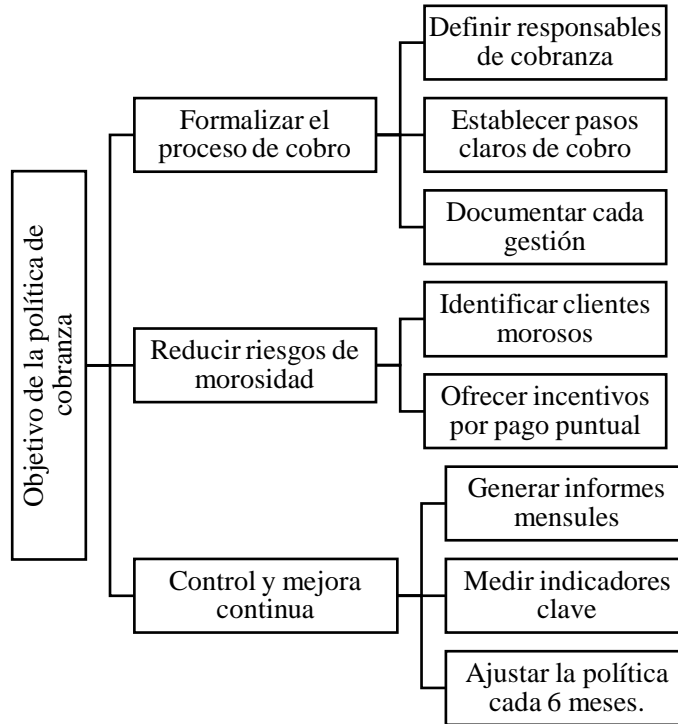 Objetivo de la política de
cobranza
Formalizar el
proceso de cobro
Definir responsables
de cobranza
Establecer pasos
claros de cobro
Documentar cada
gestión
Reducir riesgos de
morosidad
Identificar clientes
morosos
Ofrecer incentivos
por pago puntual
Control y mejora
continua
Generar informes
mensules
Medir indicadores
clave
Ajustar la política
cada 6 meses.